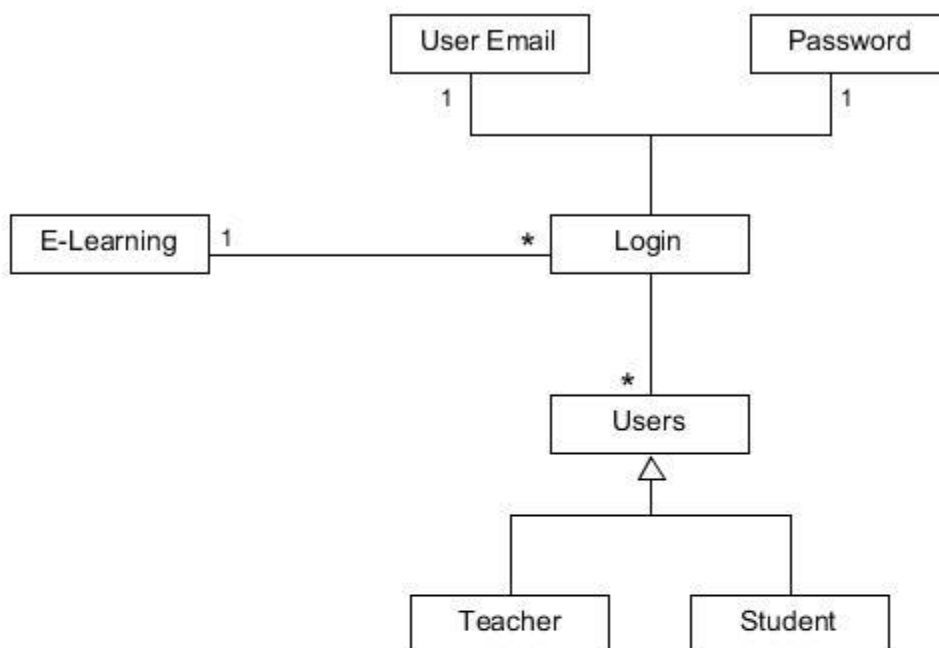 User Email
Password
1
1
E-Learning
1
*
Login
*
Users
Teacher
Student